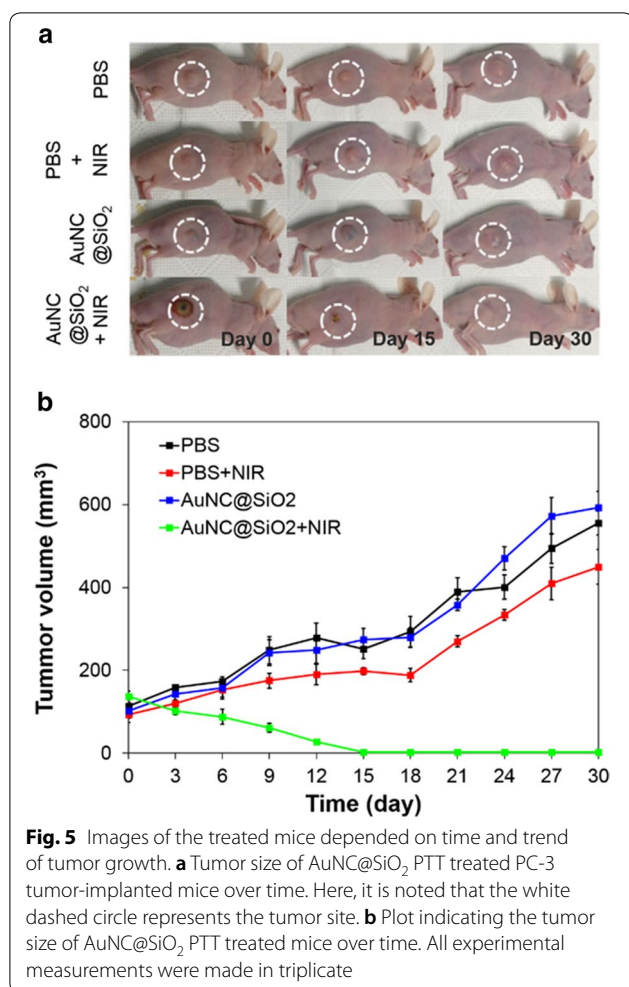 a
PBS
PBS
+
NIR
AuNC
@SiO₂
AuNC
@SiO₂
+ NIR
Day 0
Day 15
Day 30
b
800
600
400
200
0
Tummor volume (mm³)
PBS
PBS+NIR
AuNC@SiO2
AuNC@SiO2+NIR
0 3 6 9 12 15 18 21 24 27 30
Time (day)
Fig. 5 Images of the treated mice depended on time and trend
of tumor growth. a Tumor size of AuNC@SiO₂ PTT treated PC-3
tumor-implanted mice over time. Here, it is noted that the white
dashed circle represents the tumor site. b Plot indicating the tumor
size of AuNC@SiO₂ PTT treated mice over time. All experimental
measurements were made in triplicate